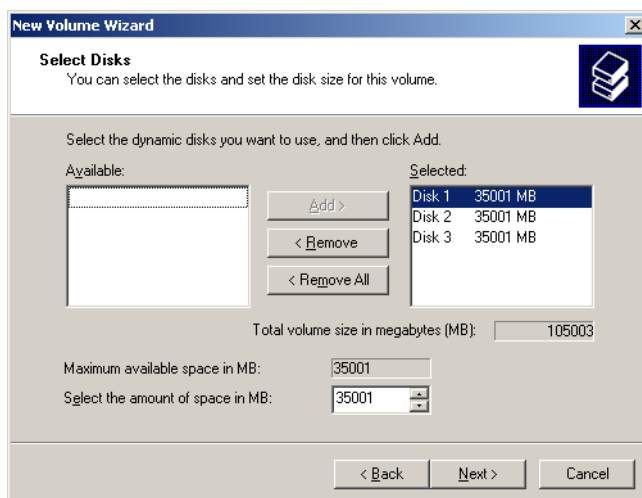 New Volume Wizard
Select Disks
You can select the disks and set the disk size for this volume.
Select the dynamic disks you want to use, and then click Add.
Available:
Selected:
Add >
< Remove
< Remove All
Disk 1 35001 MB
Disk 2 35001 MB
Disk 3 35001 MB
Total volume size in megabytes (MB): 105003
Maximum available space in MB: 35001
Select the amount of space in MB: 35001
< Back Next > Cancel